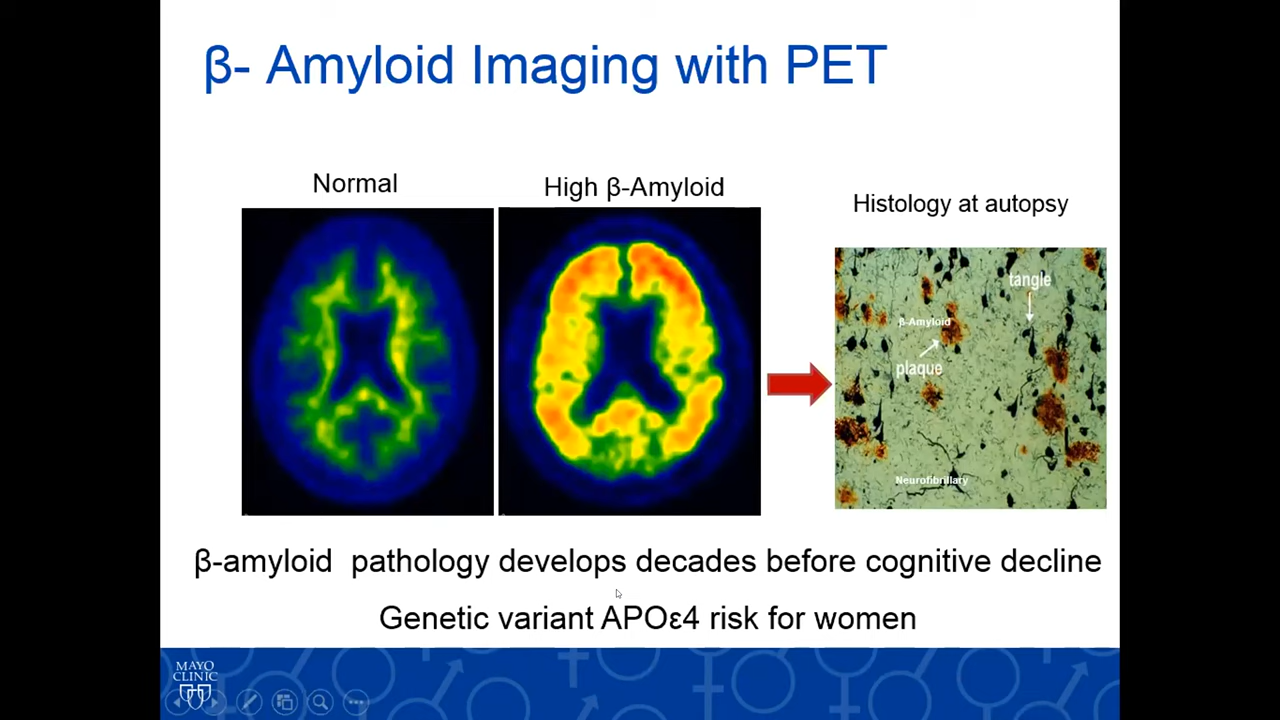 β- Amyloid Imaging with PET
Normal
High β-Amyloid
Histology at autopsy
tangle
β-Amyloid
plaque
Neurofibrillary
β-amyloid pathology develops decades before cognitive decline
Genetic variant APOε4 risk for women
MAYO
CLINIC